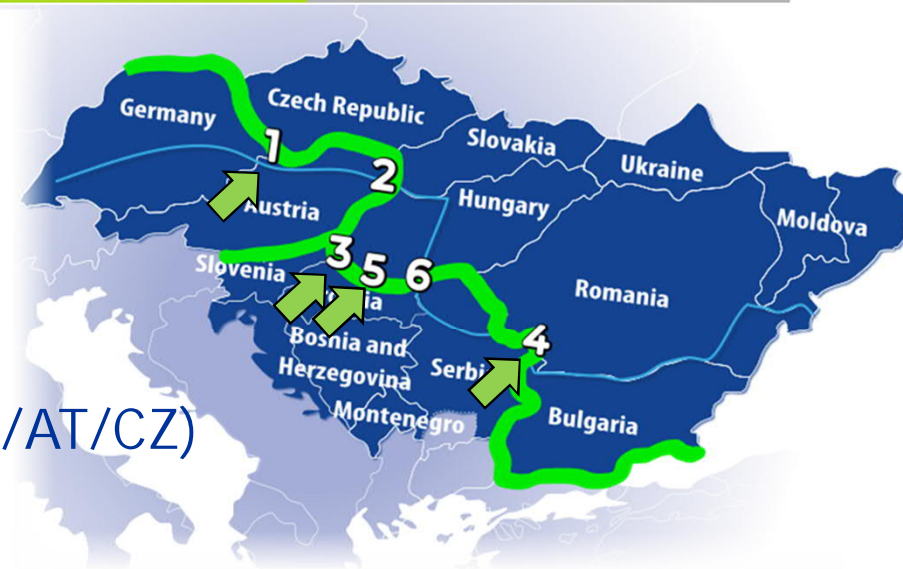 Germany
Czech Republic
Slovakia
Ukraine
1
2
Hungary
Moldova
Austria
3
5
6
Slovenia
Romania
4
Bosnia and
Herzegovina
Serbi
Montenegro
Bulgaria
/AT/CZ)